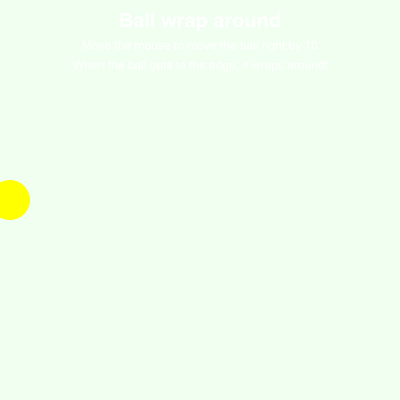 Ball wrap around
Move the mouse to move the ball right by 10.
When the ball gets to the edge, it wraps around.